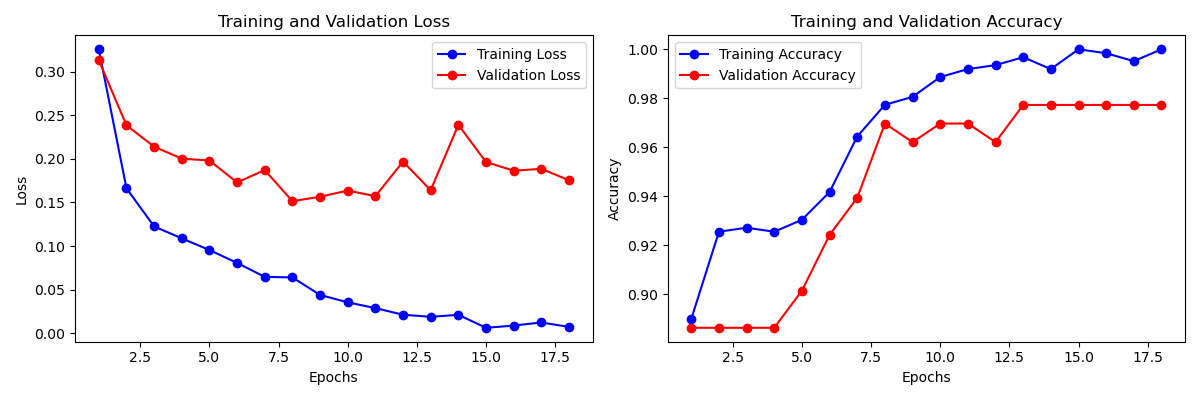 Training and Validation Loss
Training Loss
Validation Loss
0.30
0.25
0.20
0.15
0.10
0.05
0.00
Loss
2.5 5.0 7.5 10.0 12.5 15.0 17.5
Epochs
Training and Validation Accuracy
Training Accuracy
Validation Accuracy
1.00
0.98
0.96
0.94
0.92
0.90
Accuracy
2.5 5.0 7.5 10.0 12.5 15.0 17.5
Epochs